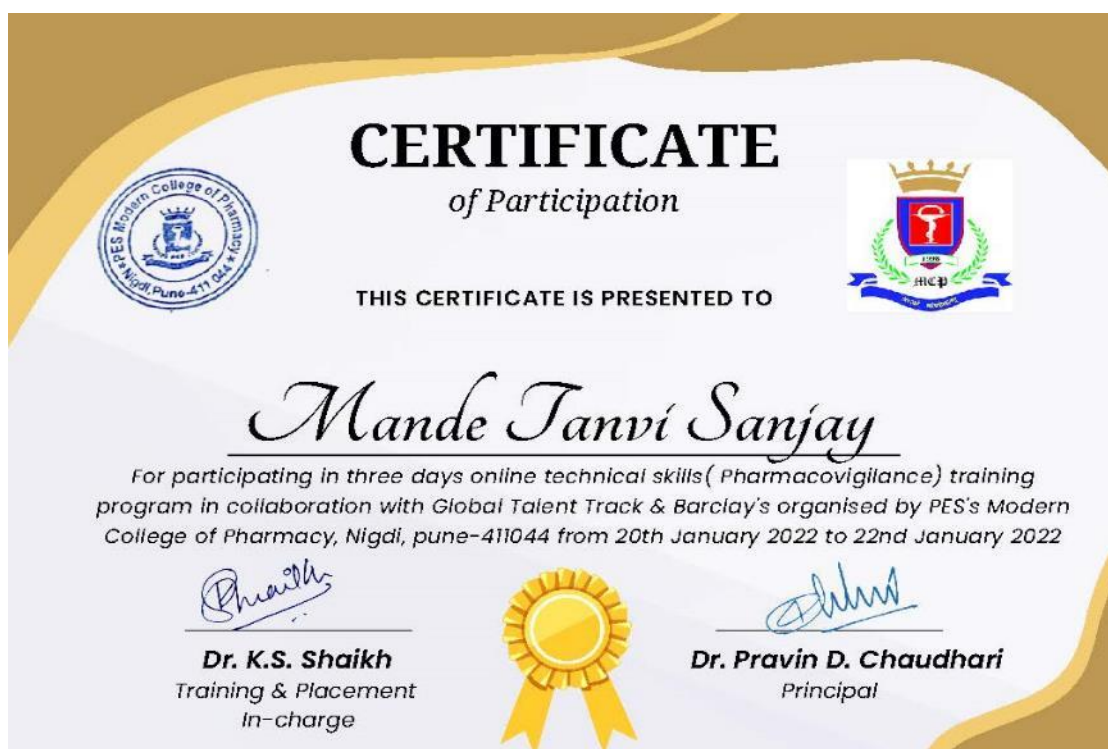 CERTIFICATE
of Participation
PES Modern College of Pharmacy
Nigdi, Pune-411 044
MCP
THIS CERTIFICATE IS PRESENTED TO
Mande Tanvi Sanjay
For participating in three days online technical skills( Pharmacovigilance) training
program in collaboration with Global Talent Track & Barclay's organised by PES's Modern
College of Pharmacy, Nigdi, pune-411044 from 20th January 2022 to 22nd January 2022
Dr. K.S. Shaikh
Training & Placement
In-charge
Dr. Pravin D. Chaudhari
Principal